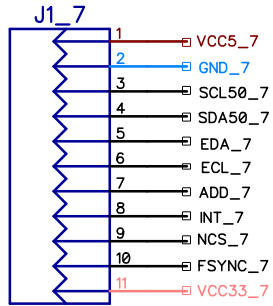 J1_7
1 VCC5_7
2 GND_7
3 SCL50_7
4 SDA50_7
5 EDA_7
6 ECL_7
7 ADD_7
8 INT_7
9 NCS_7
10 FSYNC_7
11 VCC33_7